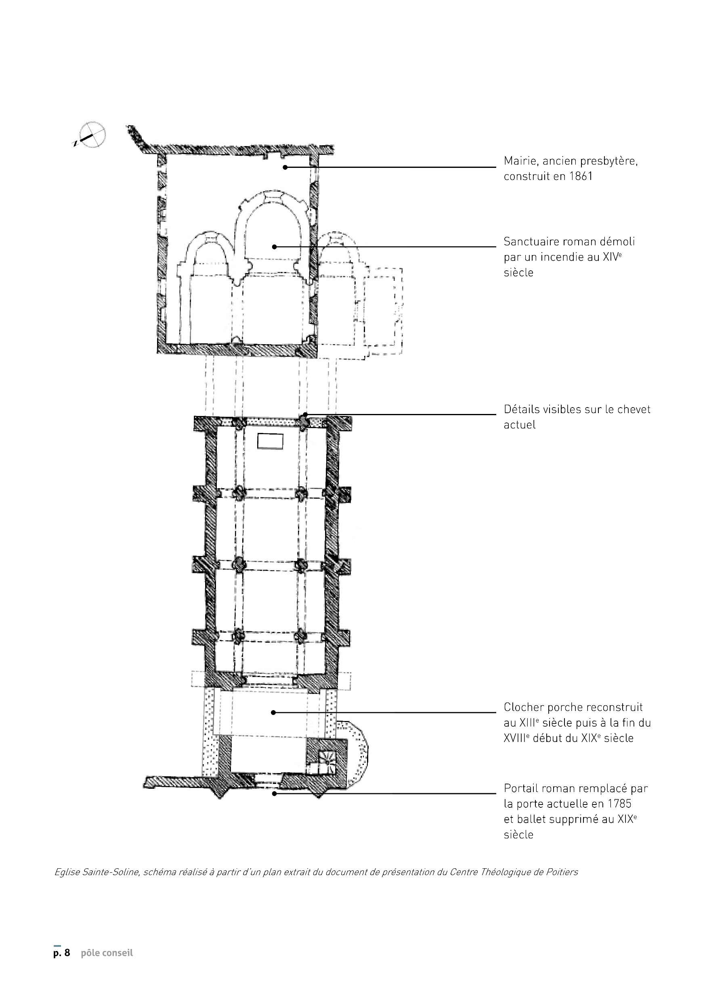 N
Mairie, ancien presbytère,
construit en 1861
Sanctuaire roman démoli
par un incendie au XIVe
siècle
Détails visibles sur le chevet
actuel
Clocher porche reconstruit
au XIIIe siècle puis à la fin du
XVIIIe début du XIXe siècle
Portail roman remplacé par
la porte actuelle en 1785
et ballet supprimé au XIXe
siècle
Eglise Sainte-Soline, schéma réalisé à partir d'un plan extrait du document de présentation du Centre Théologique de Poitiers
p. 8 pôle conseil